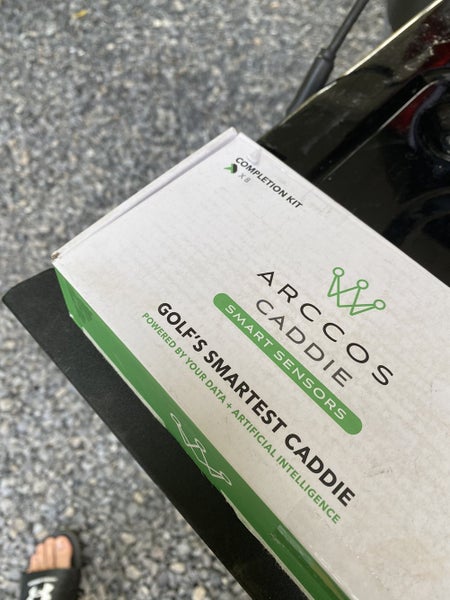 COMPLETION KIT
X 8
ARCCOS
CADDIE
SMART SENSORS
GOLF'S SMARTEST CADDIE
POWERED BY YOUR DATA + ARTIFICIAL INTELLIGENCE